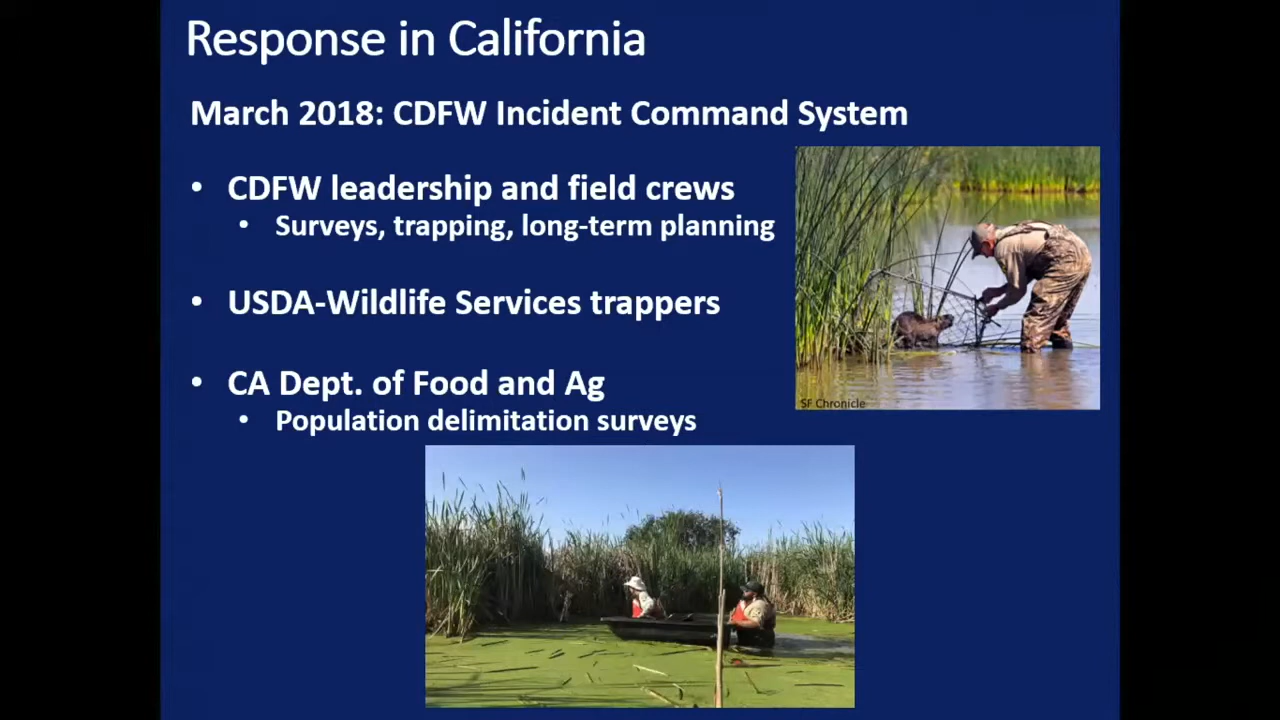 Response in California
March 2018: CDFW Incident Command System
• CDFW leadership and field crews
• Surveys, trapping, long-term planning
• USDA-Wildlife Services trappers
• CA Dept. of Food and Ag
• Population delimitation surveys
SF Chronicle